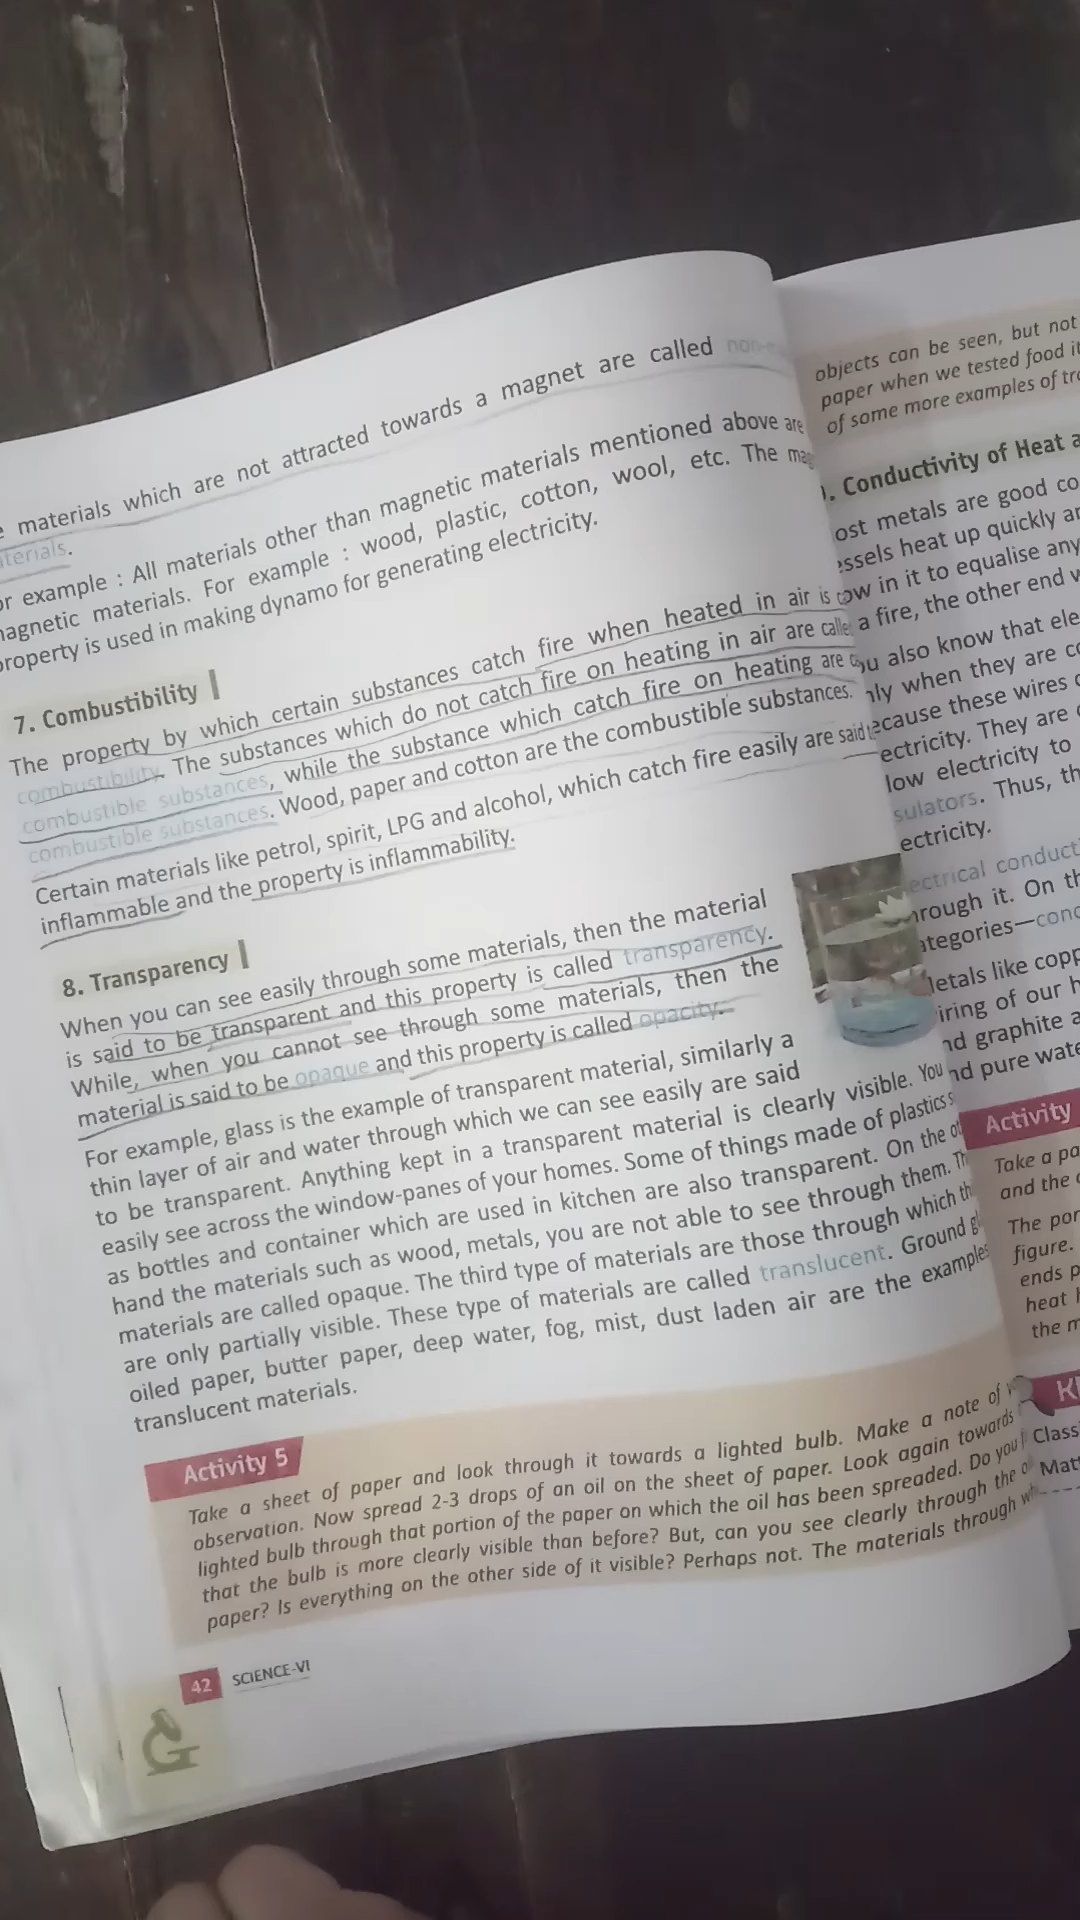 materials which are not attracted towards a magnet are called
terials.
or example : All materials other than magnetic materials mentioned above are
agnetic materials. For example : wood, plastic, cotton, wool, etc. The
property is used in making dynamo for generating electricity.
7. Combustibility
The property by which certain substances catch fire when heated in air is
combustibility. The substances which do not catch fire on heating in air are
combustible substances, while the substance which catch fire on heating are
combustible substances. Wood, paper and cotton are the combustible substances.
Certain materials like petrol, spirit, LPG and alcohol, which catch fire easily are said
inflammable and the property is inflammability.
8. Transparency
When you can see easily through some materials, then the material
is said to be transparent and this property is called transparency.
While, when you cannot see through some materials, then the
material is said to be opaque and this property is called opacity.
For example, glass is the example of transparent material, similarly a
thin layer of air and water through which we can see easily are said
to be transparent. Anything kept in a transparent material is clearly visible. You
easily see across the window-panes of your homes. Some of things made of plastics
as bottles and container which are used in kitchen are also transparent. On the
hand the materials such as wood, metals, you are not able to see through them.
materials are called opaque. The third type of materials are those through which
are only partially visible. These type of materials are called translucent. Ground
oiled paper, butter paper, deep water, fog, mist, dust laden air are the examples
translucent materials.
Activity 5
Take a sheet of paper and look through it towards a lighted bulb. Make a note of
observation. Now spread 2-3 drops of an oil on the sheet of paper. Look again towards
lighted bulb through that portion of the paper on which the oil has been spreaded. Do you
that the bulb is more clearly visible than before? But, can you see clearly through the
paper? Is everything on the other side of it visible? Perhaps not. The materials through
42 SCIENCE-VI
objects can be seen, but not
paper when we tested food
of some more examples of
. Conductivity of Heat
ost metals are good
essels heat up quickly
ow in it to equalise any
a fire, the other end
ou also know that
nly when they are
ecause these wires
ectricity. They are
low electricity to
sulators. Thus,
ectricity.
ectrical conduct
hrough it. On
ategories—
Metals like
iring of our
nd graphite
nd pure
Activity
Take a
and the
The
figure.
ends
heat
the
Class